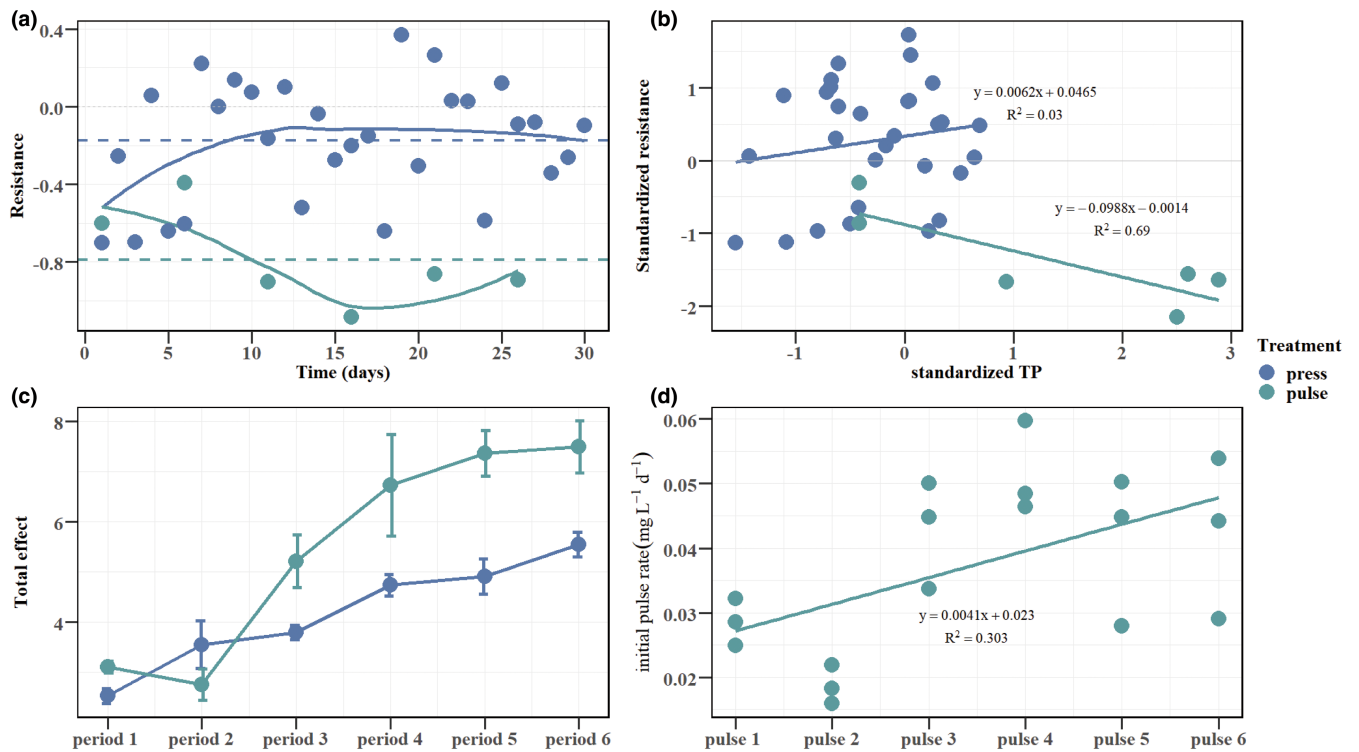 (a)
0.4
0.0
-0.4
-0.8
Resistance
0
5
10
15
20
25
30
Time (days)
(b)
1
0
-1
-2
Standardized resistance
y = 0.0062x + 0.0465
R² = 0.03
y = −0.0988x − 0.0014
R² = 0.69
-1
0
1
2
3
standardized TP
Treatment
press
pulse
(c)
8
6
4
Total effect
period 1
period 2
period 3
period 4
period 5
period 6
(d)
0.06
0.05
0.04
0.03
0.02
initial pulse rate(mg L⁻¹ d⁻¹)
y = 0.0041x + 0.023
R² = 0.303
pulse 1
pulse 2
pulse 3
pulse 4
pulse 5
pulse 6